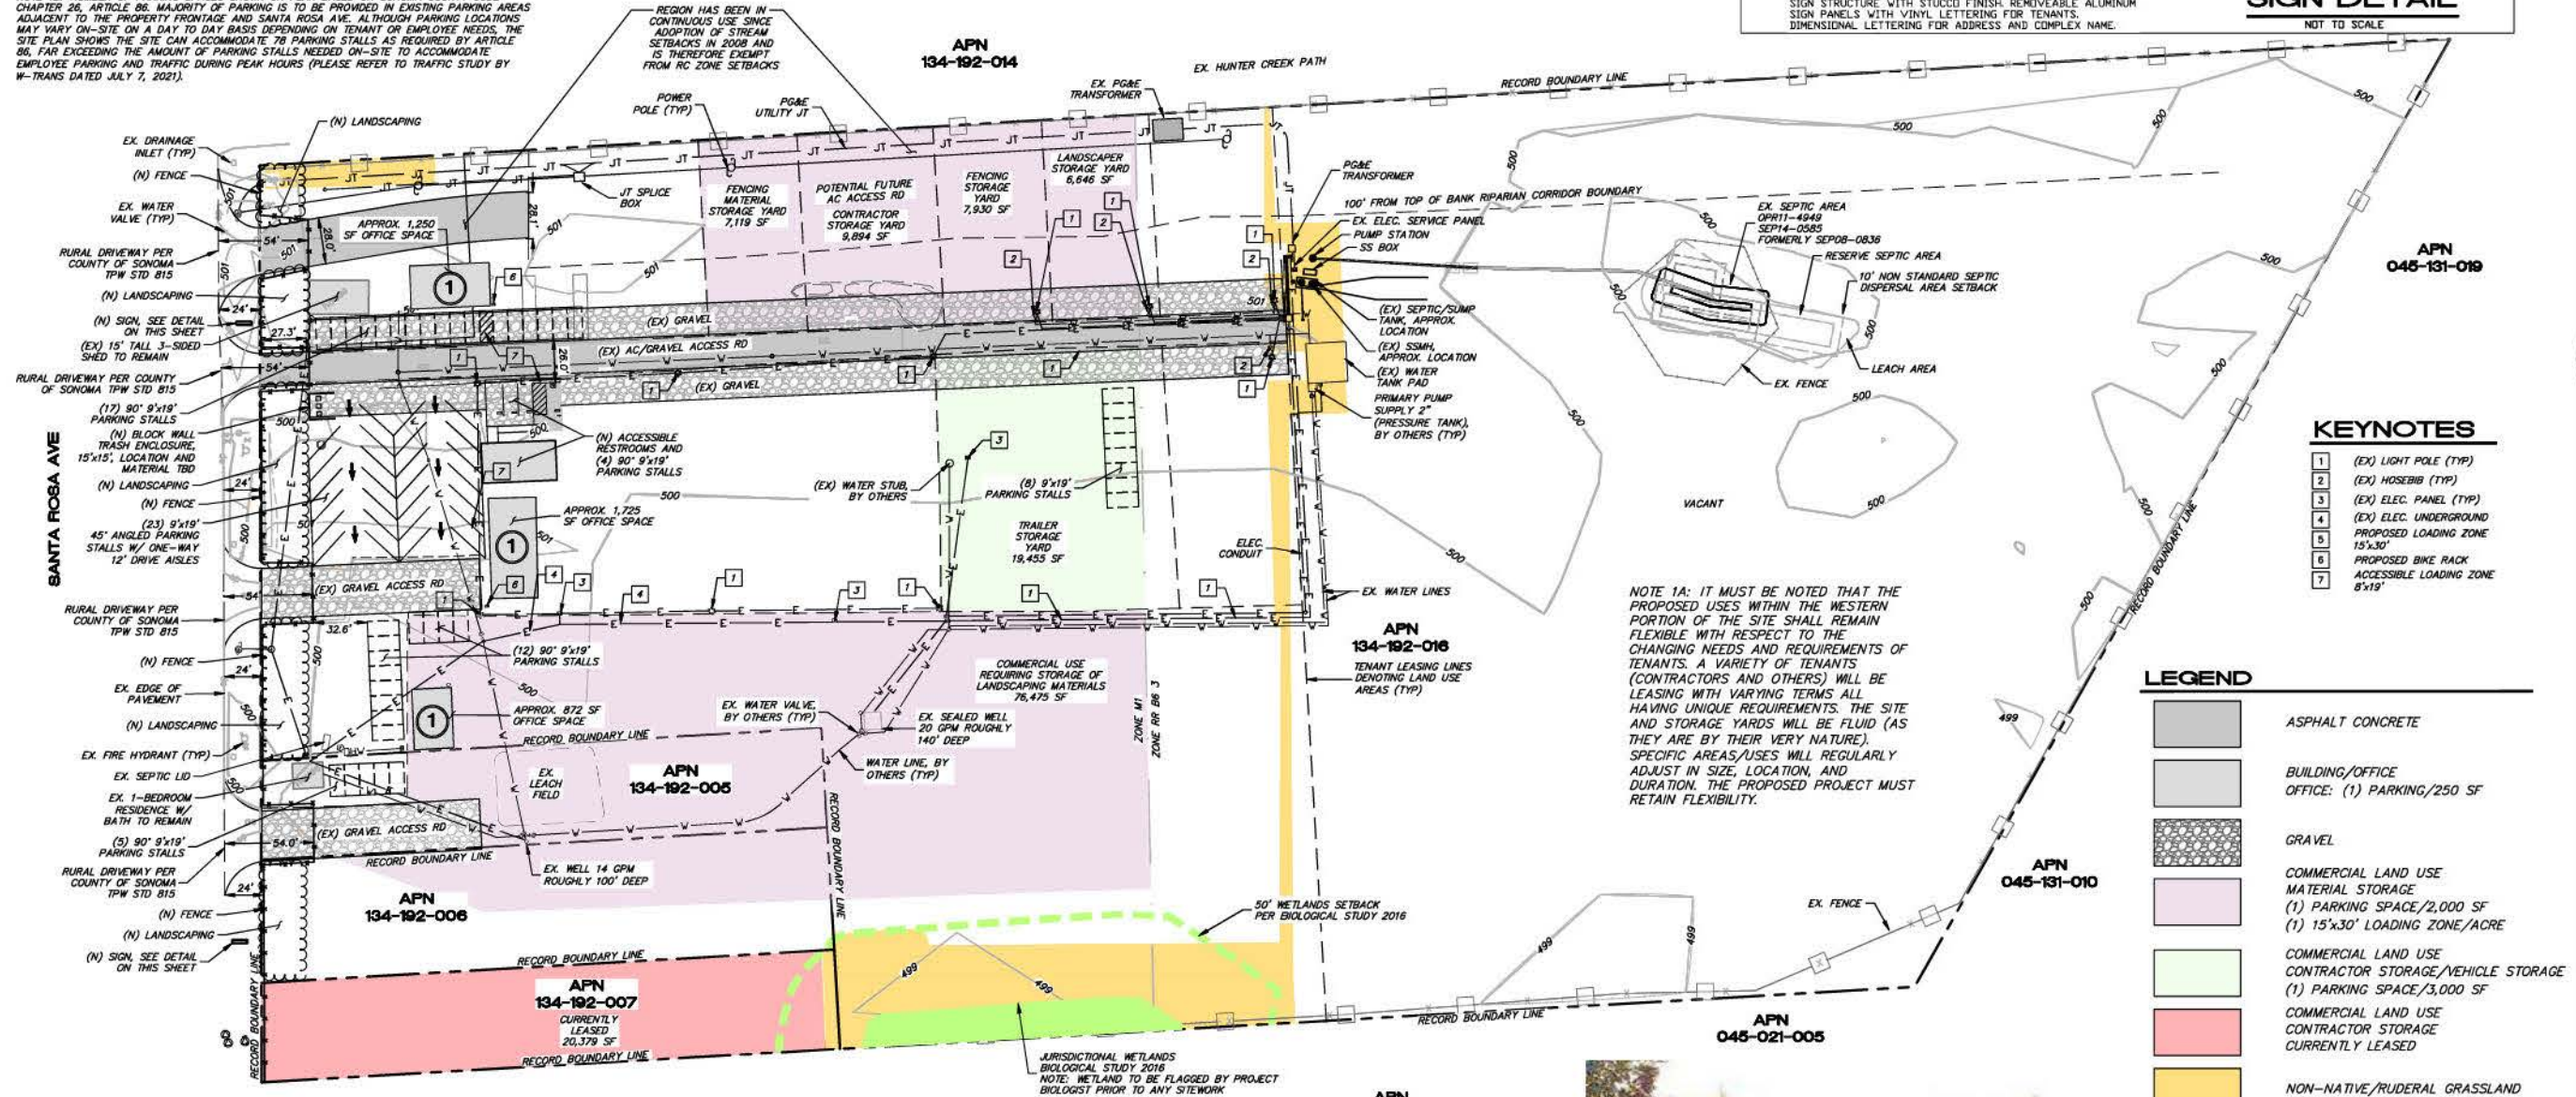 CHAPTER 26, ARTICLE 86. MAJORITY OF PARKING IS TO BE PROVIDED IN EXISTING PARKING AREAS
ADJACENT TO THE PROPERTY FRONTAGE AND SANTA ROSA AVE. ALTHOUGH PARKING LOCATIONS
MAY VARY ON-SITE ON A DAY TO DAY BASIS DEPENDING ON TENANT OR EMPLOYEE NEEDS, THE
SITE PLAN SHOWS THE SITE CAN ACCOMMODATE 78 PARKING STALLS AS REQUIRED BY ARTICLE
86, FAR EXCEEDING THE AMOUNT OF PARKING STALLS NEEDED ON-SITE TO ACCOMMODATE
EMPLOYEE PARKING AND TRAFFIC DURING PEAK HOURS (PLEASE REFER TO TRAFFIC STUDY BY
W-TRANS DATED JULY 7, 2021).
REGION HAS BEEN IN
CONTINUOUS USE SINCE
ADOPTION OF STREAM
SETBACKS IN 2008 AND
IS THEREFORE EXEMPT
FROM RC ZONE SETBACKS
SIGN STRUCTURE WITH STUCCO FINISH. REMOVEABLE ALUMINUM
SIGN PANELS WITH VINYL LETTERING FOR TENANTS.
DIMENSIONAL LETTERING FOR ADDRESS AND COMPLEX NAME.
SIGN DETAIL
NOT TO SCALE
APN
134-192-014
EX. HUNTER CREEK PATH
RECORD BOUNDARY LINE
EX. PG&E
TRANSFORMER
POWER
POLE (TYP)
PG&E
UTILITY JT
(N) LANDSCAPING
EX. DRAINAGE
INLET (TYP)
(N) FENCE
EX. WATER
VALVE (TYP)
RURAL DRIVEWAY PER
COUNTY OF SONOMA
TPW STD 815
(N) LANDSCAPING
(N) SIGN, SEE DETAIL
ON THIS SHEET
(EX) 15' TALL 3-SIDED
SHED TO REMAIN
RURAL DRIVEWAY PER COUNTY
OF SONOMA TPW STD 815
(17) 90° 9'x19'
PARKING STALLS
(N) BLOCK WALL
TRASH ENCLOSURE,
15'x15', LOCATION AND
MATERIAL TBD
(N) LANDSCAPING
(N) FENCE
(23) 9'x19'
45° ANGLED PARKING
STALLS W/ ONE-WAY
12' DRIVE AISLES
RURAL DRIVEWAY PER
COUNTY OF SONOMA
TPW STD 815
(N) FENCE
EX. EDGE OF
PAVEMENT
(N) LANDSCAPING
EX. FIRE HYDRANT (TYP)
EX. SEPTIC LID
EX. 1-BEDROOM
RESIDENCE W/
BATH TO REMAIN
(5) 90° 9'x19'
PARKING STALLS
RURAL DRIVEWAY PER
COUNTY OF SONOMA
TPW STD 815
(N) FENCE
(N) LANDSCAPING
(N) SIGN, SEE DETAIL
ON THIS SHEET
SANTA ROSA AVE
RECORD BOUNDARY LINE
JT SPLICE
BOX
APPROX. 1,250
SF OFFICE SPACE
54'
28.0'
28.1'
24'
27.3'
54'
26.0'
24'
54'
32.6'
24'
54.0'
24'
FENCING
MATERIAL
STORAGE YARD
7,119 SF
POTENTIAL FUTURE
AC ACCESS RD
CONTRACTOR
STORAGE YARD
9,894 SF
FENCING
STORAGE
YARD
7,930 SF
LANDSCAPER
STORAGE YARD
6,646 SF
(EX) GRAVEL
(EX) AC/GRAVEL ACCESS RD
(EX) GRAVEL
(N) ACCESSIBLE
RESTROOMS AND
(4) 90° 9'x19'
PARKING STALLS
APPROX. 1,725
SF OFFICE SPACE
(EX) WATER STUB,
BY OTHERS
(8) 9'x19'
PARKING STALLS
TRAILER
STORAGE
YARD
19,455 SF
ELEC.
CONDUIT
(EX) GRAVEL ACCESS RD
(12) 90° 9'x19'
PARKING STALLS
APPROX. 872 SF
OFFICE SPACE
RECORD BOUNDARY LINE
EX.
LEACH
FIELD
APN
134-192-005
EX. WATER VALVE,
BY OTHERS (TYP)
EX. SEALED WELL
20 GPM ROUGHLY
140' DEEP
WATER LINE, BY
OTHERS (TYP)
COMMERCIAL USE
REQUIRING STORAGE OF
LANDSCAPING MATERIALS
76,475 SF
ZONE M1
ZONE RR B6 3
RECORD BOUNDARY LINE
(EX) GRAVEL ACCESS RD
RECORD BOUNDARY LINE
EX. WELL 14 GPM
ROUGHLY 100' DEEP
APN
134-192-006
RECORD BOUNDARY LINE
APN
134-192-007
CURRENTLY
LEASED
20,379 SF
RECORD BOUNDARY LINE
JURISDICTIONAL WETLANDS
BIOLOGICAL STUDY 2016
NOTE: WETLAND TO BE FLAGGED BY PROJECT
BIOLOGIST PRIOR TO ANY SITEWORK
50' WETLANDS SETBACK
PER BIOLOGICAL STUDY 2016
PG&E
TRANSFORMER
100' FROM TOP OF BANK RIPARIAN CORRIDOR BOUNDARY
EX. ELEC. SERVICE PANEL
PUMP STATION
SS BOX
(EX) SEPTIC/SUMP
TANK, APPROX.
LOCATION
(EX) SSMH,
APPROX. LOCATION
(EX) WATER
TANK PAD
PRIMARY PUMP
SUPPLY 2"
(PRESSURE TANK),
BY OTHERS (TYP)
EX. SEPTIC AREA
OPR11-4949
SEP14-0585
FORMERLY SEP08-0836
RESERVE SEPTIC AREA
10' NON STANDARD SEPTIC
DISPERSAL AREA SETBACK
LEACH AREA
EX. FENCE
VACANT
EX. WATER LINES
APN
134-192-016
TENANT LEASING LINES
DENOTING LAND USE
AREAS (TYP)
NOTE 1A: IT MUST BE NOTED THAT THE
PROPOSED USES WITHIN THE WESTERN
PORTION OF THE SITE SHALL REMAIN
FLEXIBLE WITH RESPECT TO THE
CHANGING NEEDS AND REQUIREMENTS OF
TENANTS. A VARIETY OF TENANTS
(CONTRACTORS AND OTHERS) WILL BE
LEASING WITH VARYING TERMS ALL
HAVING UNIQUE REQUIREMENTS. THE SITE
AND STORAGE YARDS WILL BE FLUID (AS
THEY ARE BY THEIR VERY NATURE).
SPECIFIC AREAS/USES WILL REGULARLY
ADJUST IN SIZE, LOCATION, AND
DURATION. THE PROPOSED PROJECT MUST
RETAIN FLEXIBILITY.
APN
045-131-019
RECORD BOUNDARY LINE
APN
045-131-010
EX. FENCE
RECORD BOUNDARY LINE
APN
045-021-005
APN
KEYNOTES
1 (EX) LIGHT POLE (TYP)
2 (EX) HOSEBIB (TYP)
3 (EX) ELEC. PANEL (TYP)
4 (EX) ELEC. UNDERGROUND
5 PROPOSED LOADING ZONE
15'x30'
6 PROPOSED BIKE RACK
7 ACCESSIBLE LOADING ZONE
8'x19'
LEGEND
ASPHALT CONCRETE
BUILDING/OFFICE
OFFICE: (1) PARKING/250 SF
GRAVEL
COMMERCIAL LAND USE
MATERIAL STORAGE
(1) PARKING SPACE/2,000 SF
(1) 15'x30' LOADING ZONE/ACRE
COMMERCIAL LAND USE
CONTRACTOR STORAGE/VEHICLE STORAGE
(1) PARKING SPACE/3,000 SF
COMMERCIAL LAND USE
CONTRACTOR STORAGE
CURRENTLY LEASED
NON-NATIVE/RUDERAL GRASSLAND